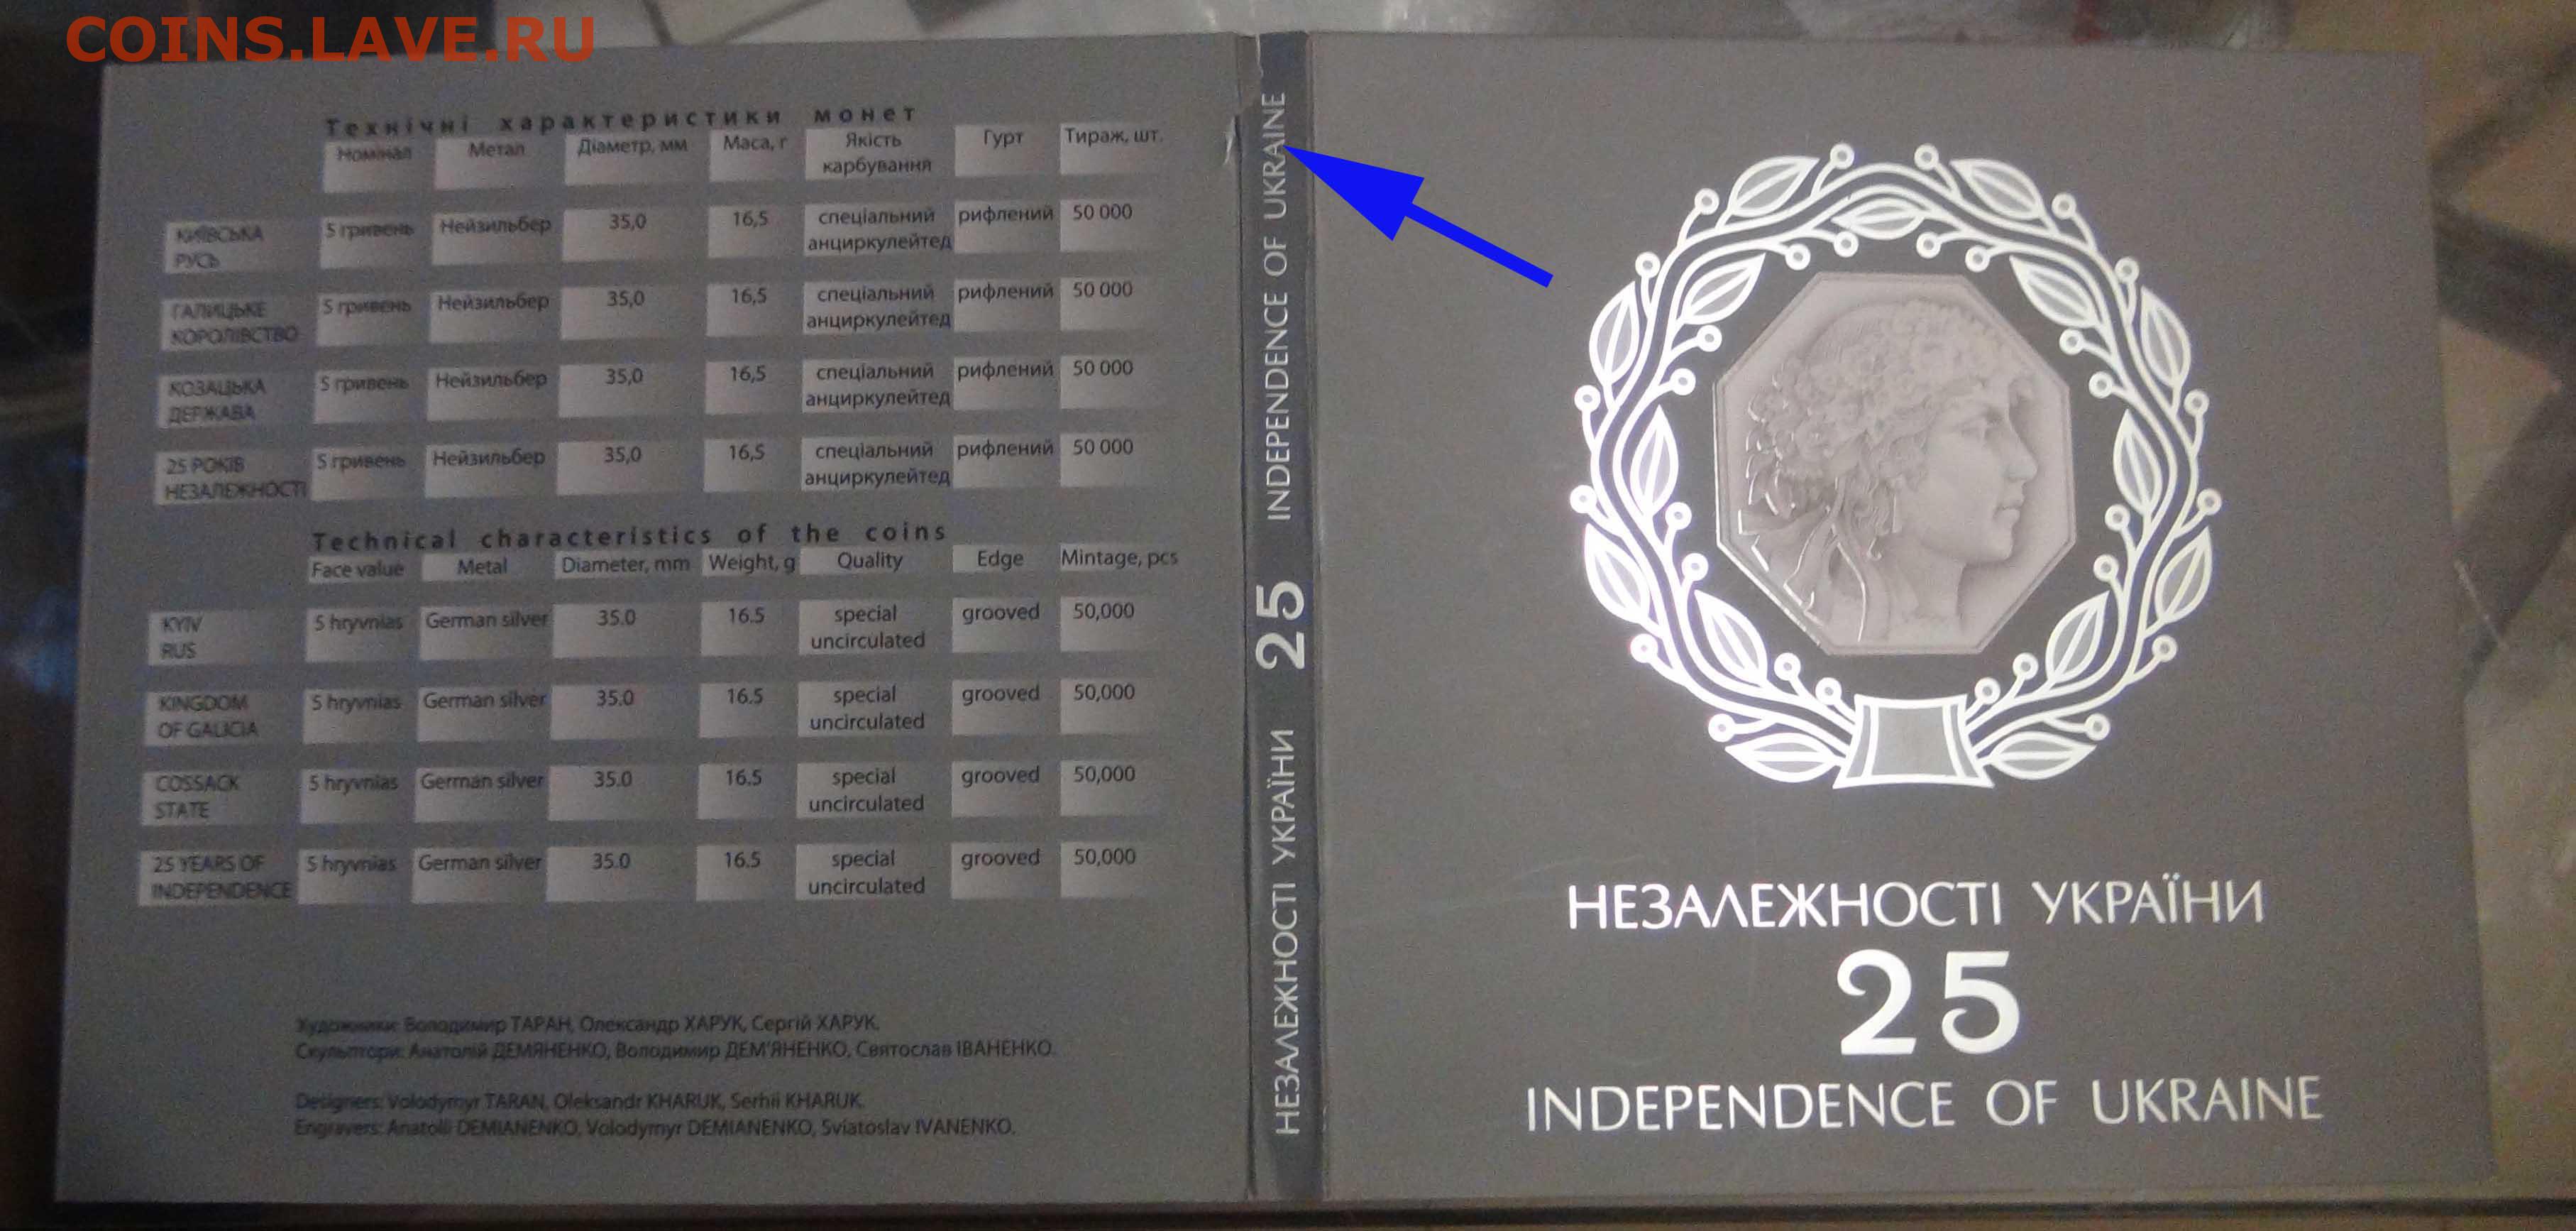 COINS.LAVE.RU
Технічні характеристики монет
Номінал Метал Діаметр, мм Маса, г Якість карбування Гурт Тираж, шт.
КИЇВСЬКА РУСЬ 5 гривень Нейзильбер 35,0 16,5 спеціальний анциркулейтед рифлений 50 000
ГАЛИЦЬКЕ КОРОЛІВСТВО 5 гривень Нейзильбер 35,0 16,5 спеціальний анциркулейтед рифлений 50 000
КОЗАЦЬКА ДЕРЖАВА 5 гривень Нейзильбер 35,0 16,5 спеціальний анциркулейтед рифлений 50 000
25 РОКІВ НЕЗАЛЕЖНОСТІ 5 гривень Нейзильбер 35,0 16,5 спеціальний анциркулейтед рифлений 50 000
Technical characteristics of the coins
Face value Metal Diameter, mm Weight, g Quality Edge Mintage, pcs
KYIV RUS 5 hryvnias German silver 35.0 16.5 special uncirculated grooved 50,000
KINGDOM OF GALICIA 5 hryvnias German silver 35.0 16.5 special uncirculated grooved 50,000
COSSACK STATE 5 hryvnias German silver 35.0 16.5 special uncirculated grooved 50,000
25 YEARS OF INDEPENDENCE 5 hryvnias German silver 35.0 16.5 special uncirculated grooved 50,000
Художники: Володимир ТАРАН, Олександр ХАРУК, Сергій ХАРУК.
Скульптори: Анатолій ДЕМЯНЕНКО, Володимир ДЕМ'ЯНЕНКО, Святослав ІВАНЕНКО.
Designers: Volodymyr TARAN, Oleksandr KHARUK, Serhii KHARUK.
Engravers: Anatolii DEMIANENKO, Volodymyr DEMIANENKO, Sviatoslav IVANENKO.
НЕЗАЛЕЖНОСТІ УКРАЇНИ 25 INDEPENDENCE OF UKRAINE
НЕЗАЛЕЖНОСТІ УКРАЇНИ
25
INDEPENDENCE OF UKRAINE